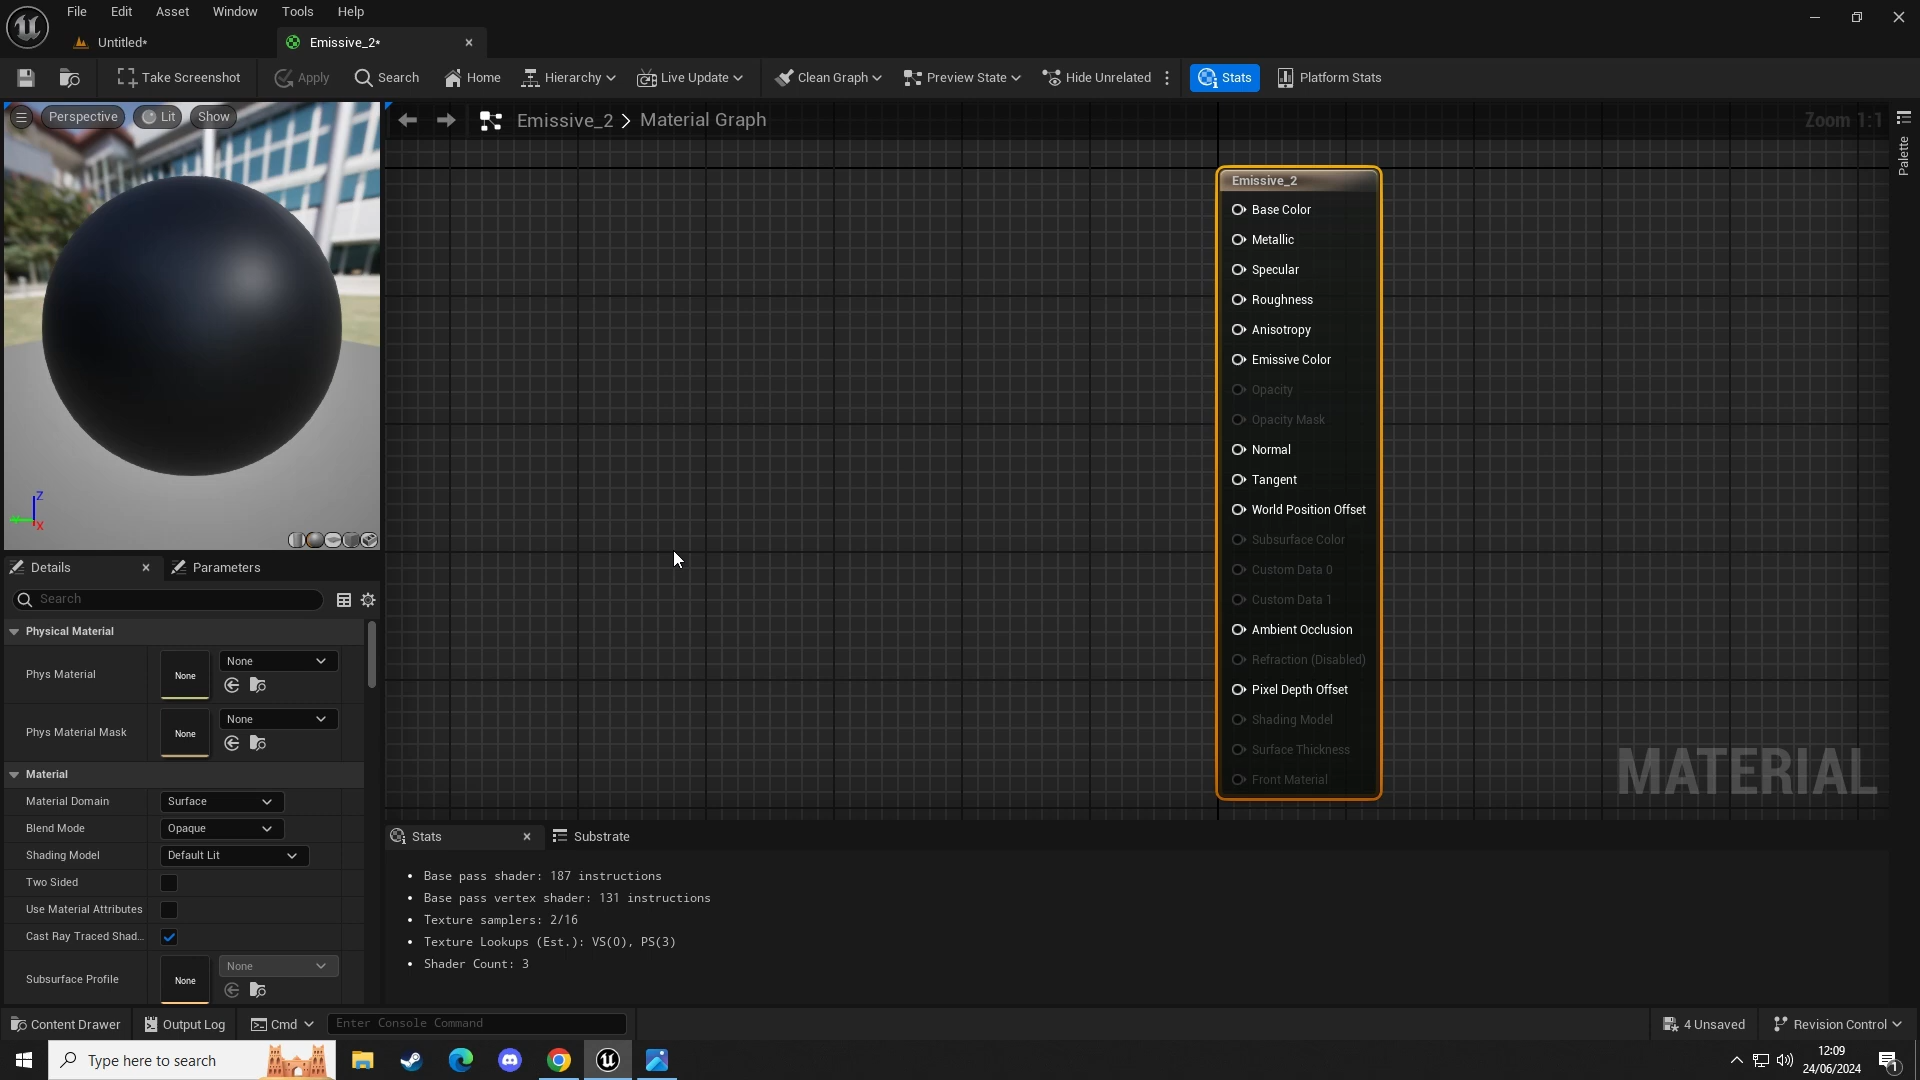 File Edit Asset Window Tools Help
Untitled*
Emissive_2*
Take Screenshot Apply Search Home Hierarchy Live Update Clean Graph Preview State Hide Unrelated Stats Platform Stats
Perspective Lit Show
Emissive_2 > Material Graph
Zoom 1:1
Palette
Emissive_2
Base Color
Metallic
Specular
Roughness
Anisotropy
Emissive Color
Opacity
Opacity Mask
Normal
Tangent
World Position Offset
Subsurface Color
Custom Data 0
Custom Data 1
Ambient Occlusion
Refraction (Disabled)
Pixel Depth Offset
Shading Model
Surface Thickness
Front Material
MATERIAL
Z
X
Details Parameters
Search
Physical Material
Phys Material None None
Phys Material Mask None None
Material
Material Domain Surface
Blend Mode Opaque
Shading Model Default Lit
Two Sided
Use Material Attributes
Cast Ray Traced Shad...
Subsurface Profile None None
Stats Substrate
• Base pass shader: 187 instructions
• Base pass vertex shader: 131 instructions
• Texture samplers: 2/16
• Texture Lookups (Est.): VS(0), PS(3)
• Shader Count: 3
Content Drawer Output Log Cmd Enter Console Command 4 Unsaved Revision Control
Type here to search
12:09
24/06/2024
1